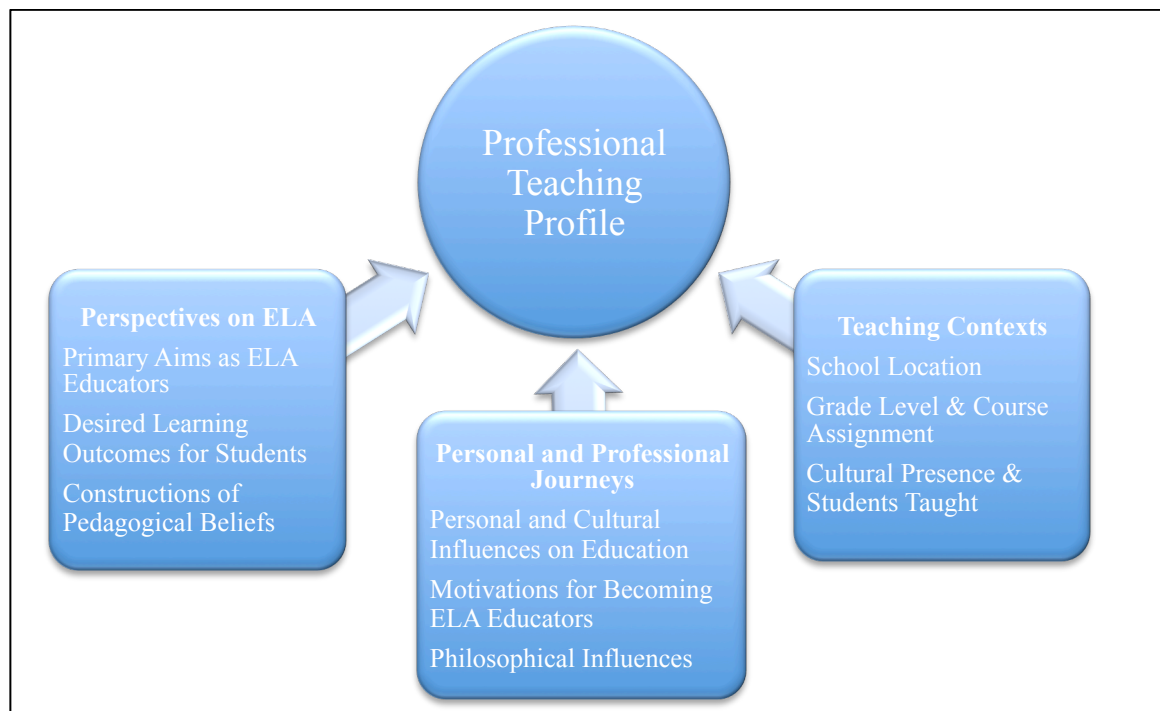 Professional
Teaching
Profile
Perspectives on ELA
Primary Aims as ELA
Educators
Desired Learning
Outcomes for Students
Constructions of
Pedagogical Beliefs
Personal and Professional
Journeys
Personal and Cultural
Influences on Education
Motivations for Becoming
ELA Educators
Philosophical Influences
Teaching Contexts
School Location
Grade Level & Course
Assignment
Cultural Presence &
Students Taught